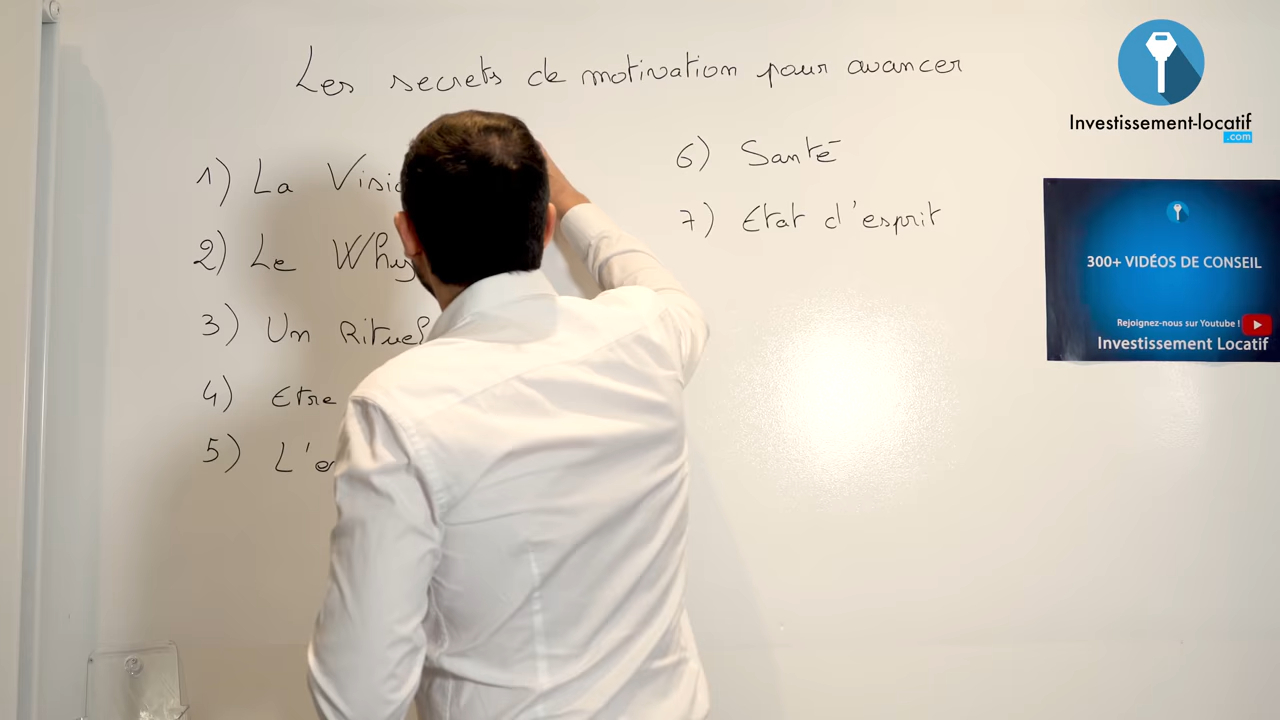 Les secrets de motivation pour avancer
1) La
2) Le Why
3) Un Rituel
4) Etre
5)
6) Santé
7) Etat d'esprit
Investissement-locatif
.com
300+ VIDÉOS DE CONSEIL
Rejoignez-nous sur Youtube !
Investissement Locatif